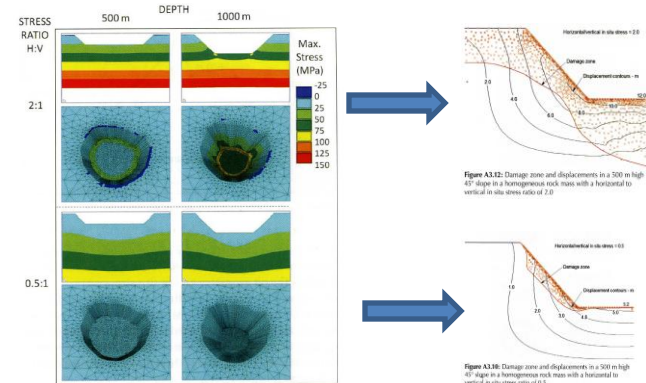 DEPTH
STRESS
RATIO
H:V
500 m
1000 m
Max.
Stress
(MPa)
-25
0
25
50
75
100
125
150
2:1
0.5:1
Horizontal/vertical in situ stress = 2.0
Damage zone
Displacement contours - m
2.0
4.0
6.0
8.0
10.0
12.0
Figure A3.12: Damage zone and displacements in a 500 m high
45° slope in a homogeneous rock mass with a horizontal to
vertical in situ stress ratio of 2.0
Horizontal/vertical in situ stress = 0.5
Damage zone
Displacement contours - m
1.0
2.0
3.0
4.0
5.0
5.2
Figure A3.10: Damage zone and displacements in a 500 m high
45° slope in a homogeneous rock mass with a horizontal to
vertical in situ stress ratio of 0.5